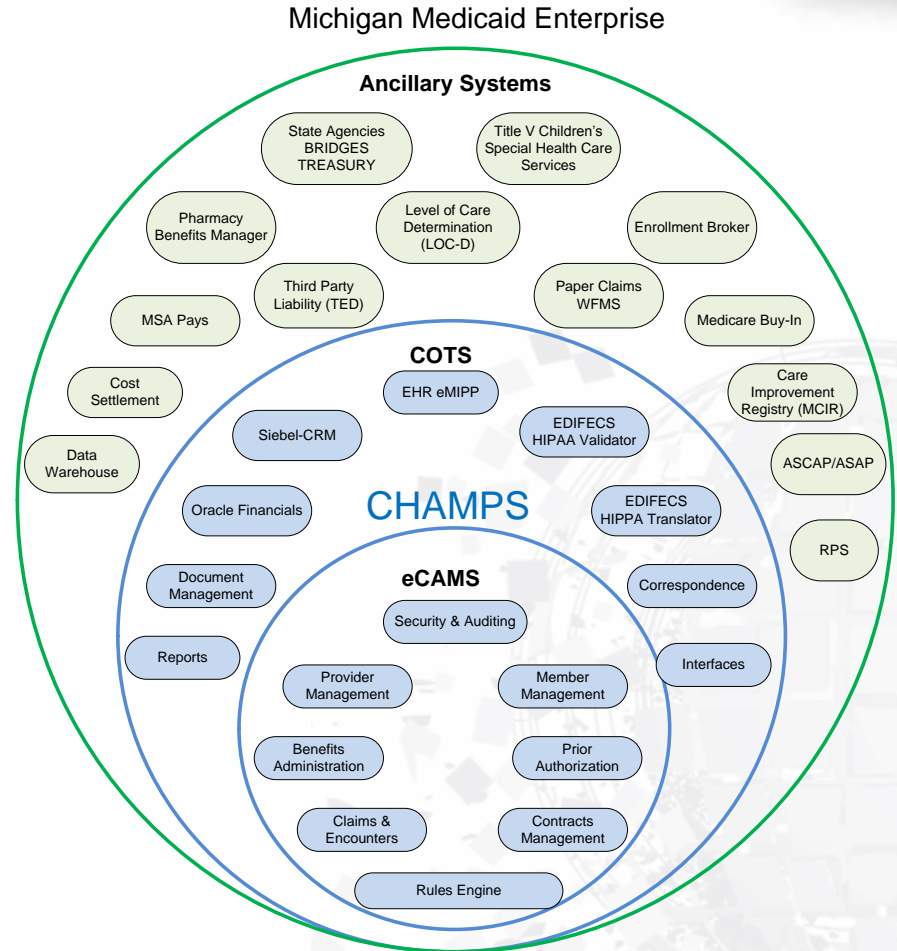 Michigan Medicaid Enterprise
Ancillary Systems
State Agencies
BRIDGES
TREASURY
Title V Children's
Special Health Care
Services
Pharmacy
Benefits Manager
Level of Care
Determination
(LOC-D)
Enrollment Broker
Third Party
Liability (TED)
Paper Claims
WFMS
MSA Pays
Medicare Buy-In
COTS
Cost
Settlement
EHR eMIPP
Care
Improvement
Registry (MCIR)
Siebel-CRM
EDIFECS
HIPAA Validator
Data
Warehouse
ASCAP/ASAP
Oracle Financials
CHAMPS
EDIFECS
HIPPA Translator
RPS
Document
Management
eCAMS
Correspondence
Security & Auditing
Reports
Interfaces
Provider
Management
Member
Management
Benefits
Administration
Prior
Authorization
Claims &
Encounters
Contracts
Management
Rules Engine